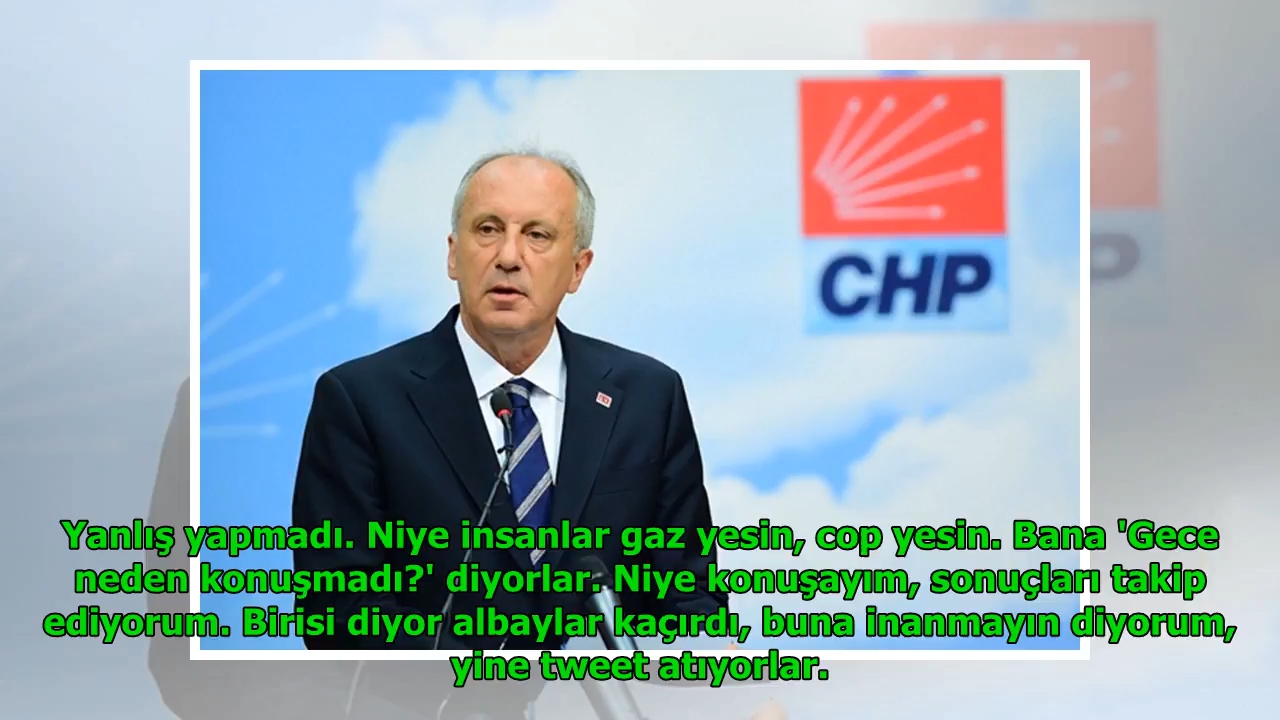 CHP
Yanlış yapmadı. Niye insanlar gaz yesin, cop yesin. Bana 'Gece
neden konuşmadı?' diyorlar. Niye konuşayım, sonuçları takip
ediyorum. Birisi diyor albaylar kaçırdı, buna inanmayın diyorum,
yine tweet atıyorlar.